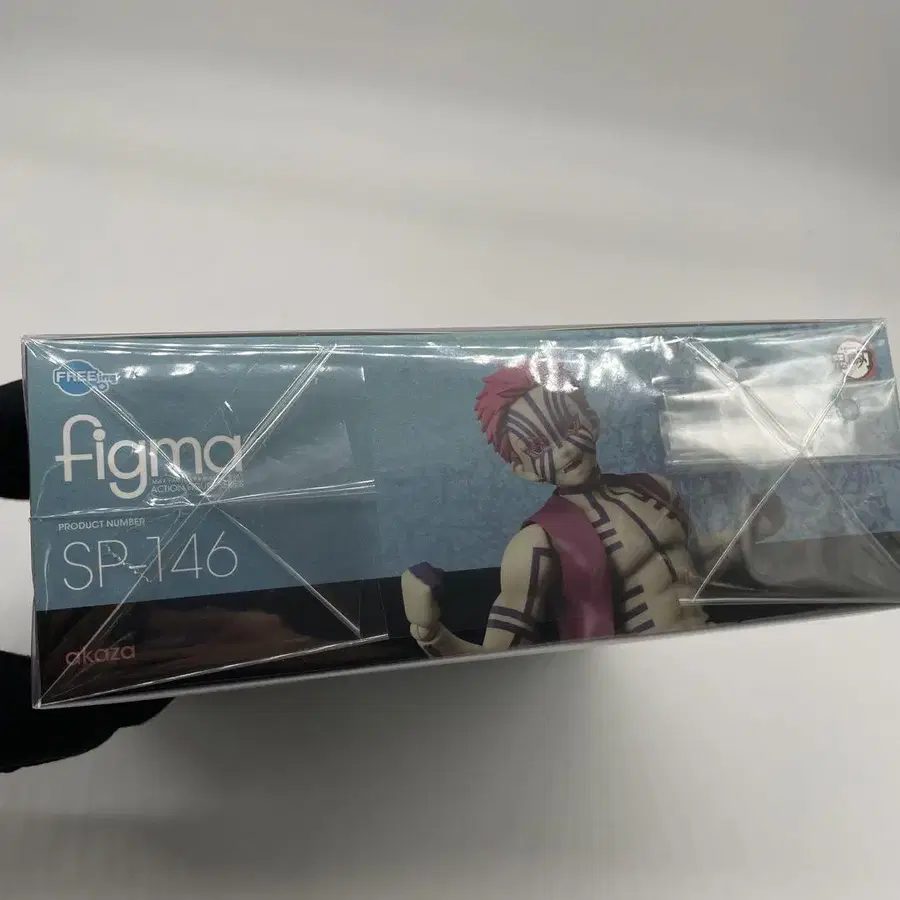 FREEing
figma
PRODUCT NUMBER
SP-146
akaza